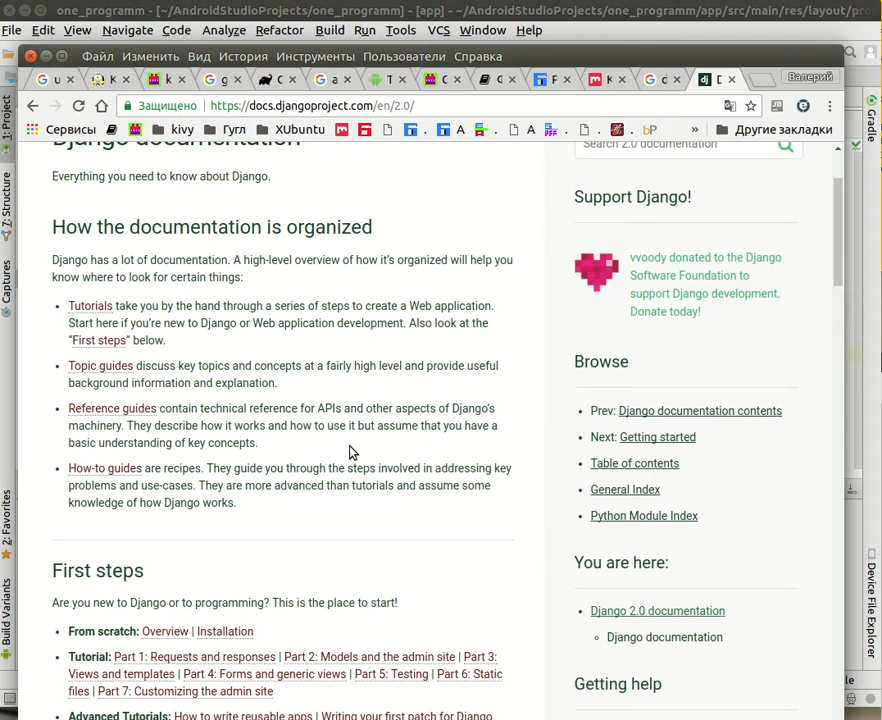 one_programm - [~/AndroidStudioProjects/one_programm] - [app] - ~/AndroidStudioProjects/one_programm/app/src/main/res/layout/
File Edit View Navigate Code Analyze Refactor Build Run Tools VCS Window Help
Файл Изменить Вид История Инструменты Пользователи Справка
u K k g C a T C G F K d D Валерий
Защищено https://docs.djangoproject.com/en/2.0/
Сервисы kivy Гугл XUbuntu . A A . bP » Другие закладки
Django documentation
Search 2.0 documentation
Everything you need to know about Django.
How the documentation is organized
Django has a lot of documentation. A high-level overview of how it's organized will help you
know where to look for certain things:
• Tutorials take you by the hand through a series of steps to create a Web application.
Start here if you're new to Django or Web application development. Also look at the
"First steps" below.
• Topic guides discuss key topics and concepts at a fairly high level and provide useful
background information and explanation.
• Reference guides contain technical reference for APIs and other aspects of Django's
machinery. They describe how it works and how to use it but assume that you have a
basic understanding of key concepts.
• How-to guides are recipes. They guide you through the steps involved in addressing key
problems and use-cases. They are more advanced than tutorials and assume some
knowledge of how Django works.
First steps
Are you new to Django or to programming? This is the place to start!
• From scratch: Overview | Installation
• Tutorial: Part 1: Requests and responses | Part 2: Models and the admin site | Part 3:
Views and templates | Part 4: Forms and generic views | Part 5: Testing | Part 6: Static
files | Part 7: Customizing the admin site
• Advanced Tutorials: How to write reusable apps | Writing your first patch for Django
Support Django!
vvoody donated to the Django
Software Foundation to
support Django development.
Donate today!
Browse
• Prev: Django documentation contents
• Next: Getting started
• Table of contents
• General Index
• Python Module Index
You are here:
• Django 2.0 documentation
Django documentation
Getting help
1: Project
7: Structure
Captures
2: Favorites
Build Variants
Gradle
Device File Explorer
le